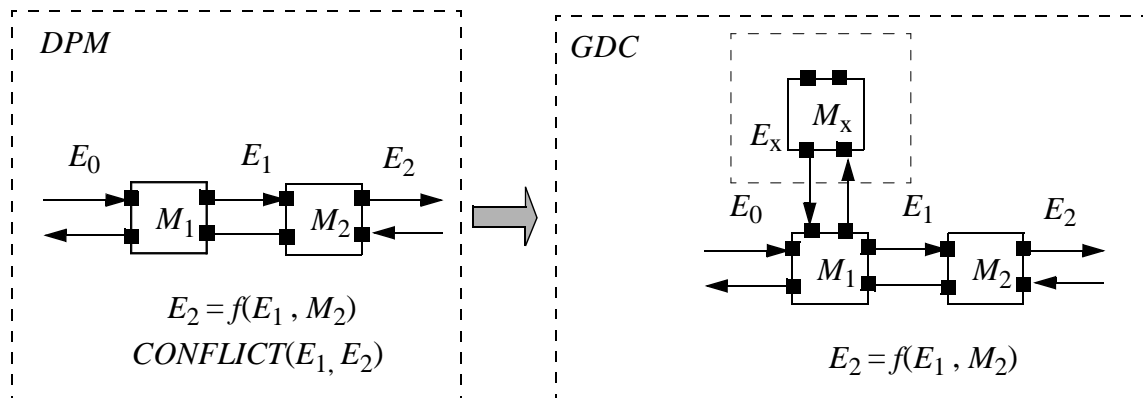 DPM
E0 E1 E2
M1 M2
E2 = f(E1 , M2)
CONFLICT(E1, E2)
GDC
Mx
Ex
E0 E1 E2
M1 M2
E2 = f(E1 , M2)